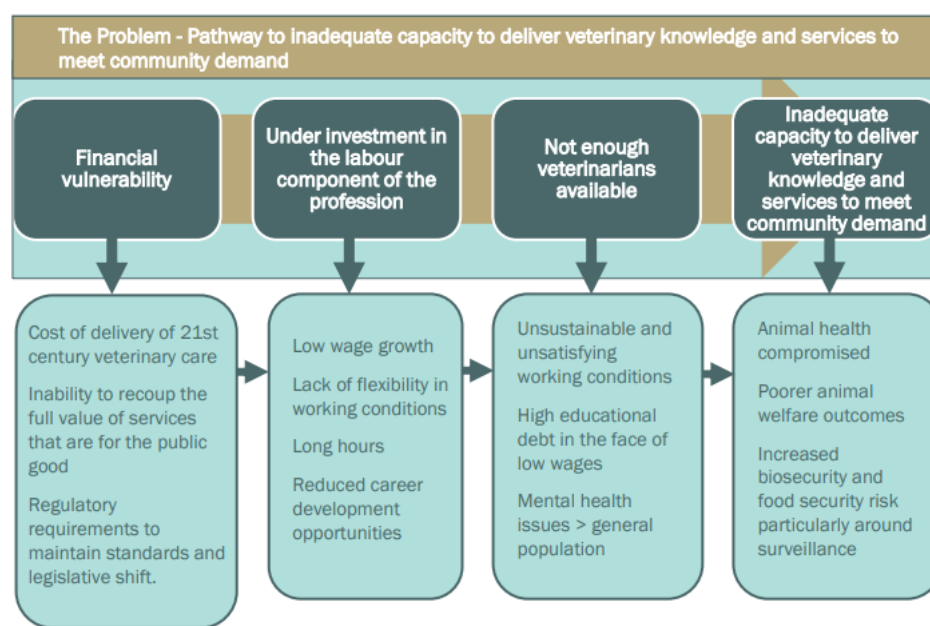 The Problem - Pathway to inadequate capacity to deliver veterinary knowledge and services to
meet community demand
Financial
vulnerability
Under investment in
the labour
component of the
profession
Not enough
veterinarians
available
Inadequate
capacity to deliver
veterinary
knowledge and
services to meet
community demand
Cost of delivery of 21st
century veterinary care
Inability to recoup the
full value of services
that are for the public
good
Regulatory
requirements to
maintain standards and
legislative shift.
Low wage growth
Lack of flexibility in
working conditions
Long hours
Reduced career
development
opportunities
Unsustainable and
unsatisfying
working conditions
High educational
debt in the face of
low wages
Mental health
issues > general
population
Animal health
compromised
Poorer animal
welfare outcomes
Increased
biosecurity and
food security risk
particularly around
surveillance